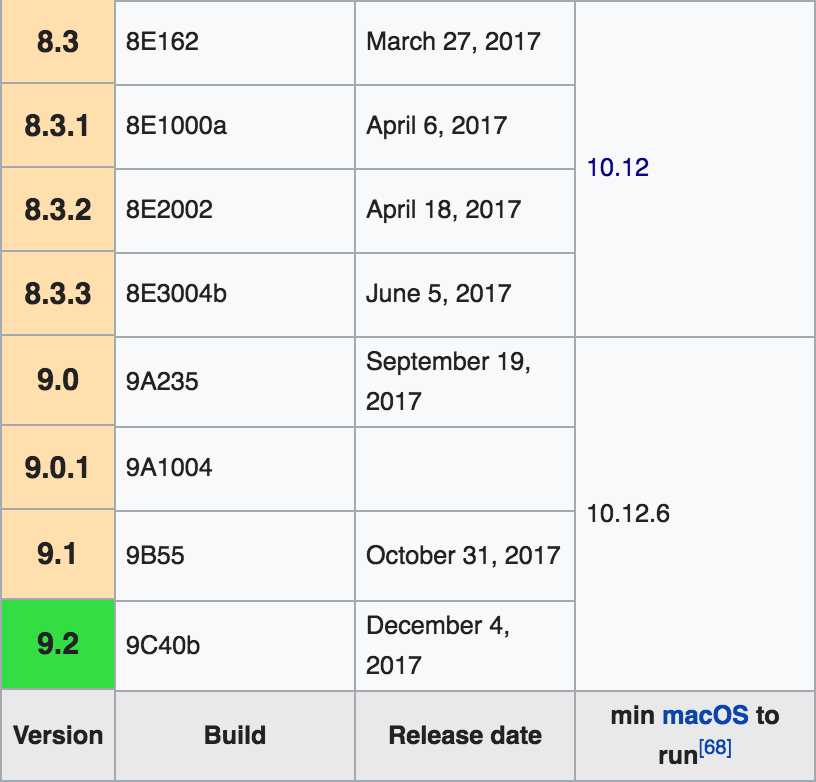 8.3 8E162 March 27, 2017
8.3.1 8E1000a April 6, 2017
10.12
8.3.2 8E2002 April 18, 2017
8.3.3 8E3004b June 5, 2017
9.0 9A235 September 19,
2017
9.0.1 9A1004
10.12.6
9.1 9B55 October 31, 2017
9.2 9C40b December 4,
2017
Version Build Release date min macOS to
run[68]